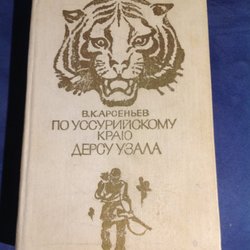 В.К.АРСЕНЬЕВ
ПО УССУРИЙСКОМУ
КРАЮ
ДЕРСУ УЗАЛА